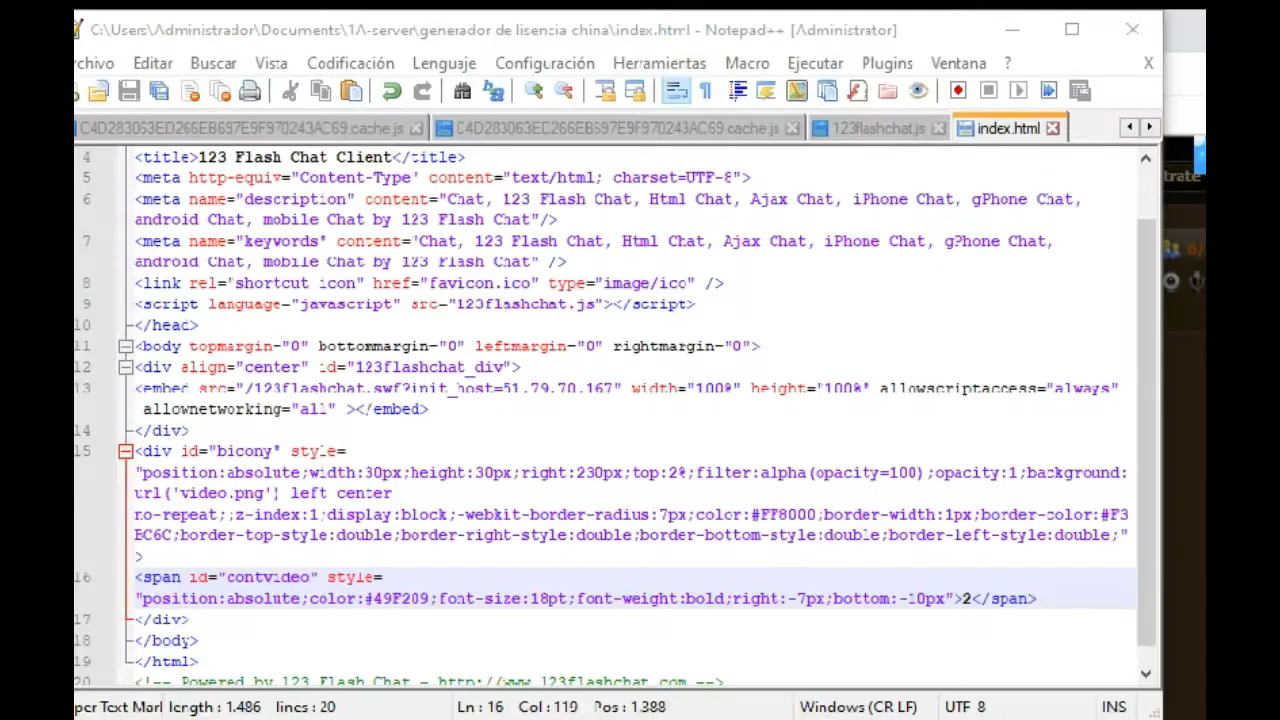 C:\Users\Administrador\Documents\1A-server\generador de lisencia china\index.html - Notepad++ [Administrator]
rchivo Editar Buscar Vista Codificación Lenguaje Configuración Herramientas Macro Ejecutar Plugins Ventana ? X
C4D283063ED266EB697E9F970243AC69.cache.js C4D283063EC266EB697E9F970243AC69.cache.js 123flashchat.js index.html
4 <title>123 Flash Chat Client</title>
5 <meta http-equiv="Content-Type" content="text/html; charset=UTF-8">
6 <meta name="description" content="Chat, 123 Flash Chat, Html Chat, Ajax Chat, iPhone Chat, gPhone Chat,
android Chat, mobile Chat by 123 Flash Chat"/>
7 <meta name="keywords" content="Chat, 123 Flash Chat, Html Chat, Ajax Chat, iPhone Chat, gPhone Chat,
android Chat, mobile Chat by 123 Flash Chat" />
8 <link rel="shortcut icon" href="favicon.ico" type="image/ico" />
9 <script language="javascript" src="123flashchat.js"></script>
10 </head>
11 <body topmargin="0" bottommargin="0" leftmargin="0" rightmargin="0">
12 <div align="center" id="123flashchat_div">
13 <embed src="/123flashchat.swf?init_host=51.79.70.167" width="100%" height="100%" allowscriptaccess="always"
allownetworking="all" ></embed>
14 </div>
15 <div id="bicony" style=
"position:absolute;width:30px;height:30px;right:230px;top:2%;filter:alpha(opacity=100);opacity:1;background:
url('video.png') left center
no-repeat;;z-index:1;display:block;-webkit-border-radius:7px;color:#FF8000;border-width:1px;border-color:#F3
BC6C;border-top-style:double;border-right-style:double;border-bottom-style:double;border-left-style:double;"
>
16 <span id="contvideo" style=
"position:absolute;color:#49F209;font-size:18pt;font-weight:bold;right:-7px;bottom:-10px">2</span>
17 </div>
18 </body>
19 </html>
20 <!-- Powered by 123 Flash Chat - http://www.123flashchat.com -->
per Text Mark length : 1.486 lines : 20 Ln : 16 Col : 119 Pos : 1.388 Windows (CR LF) UTF 8 INS
trate
0/